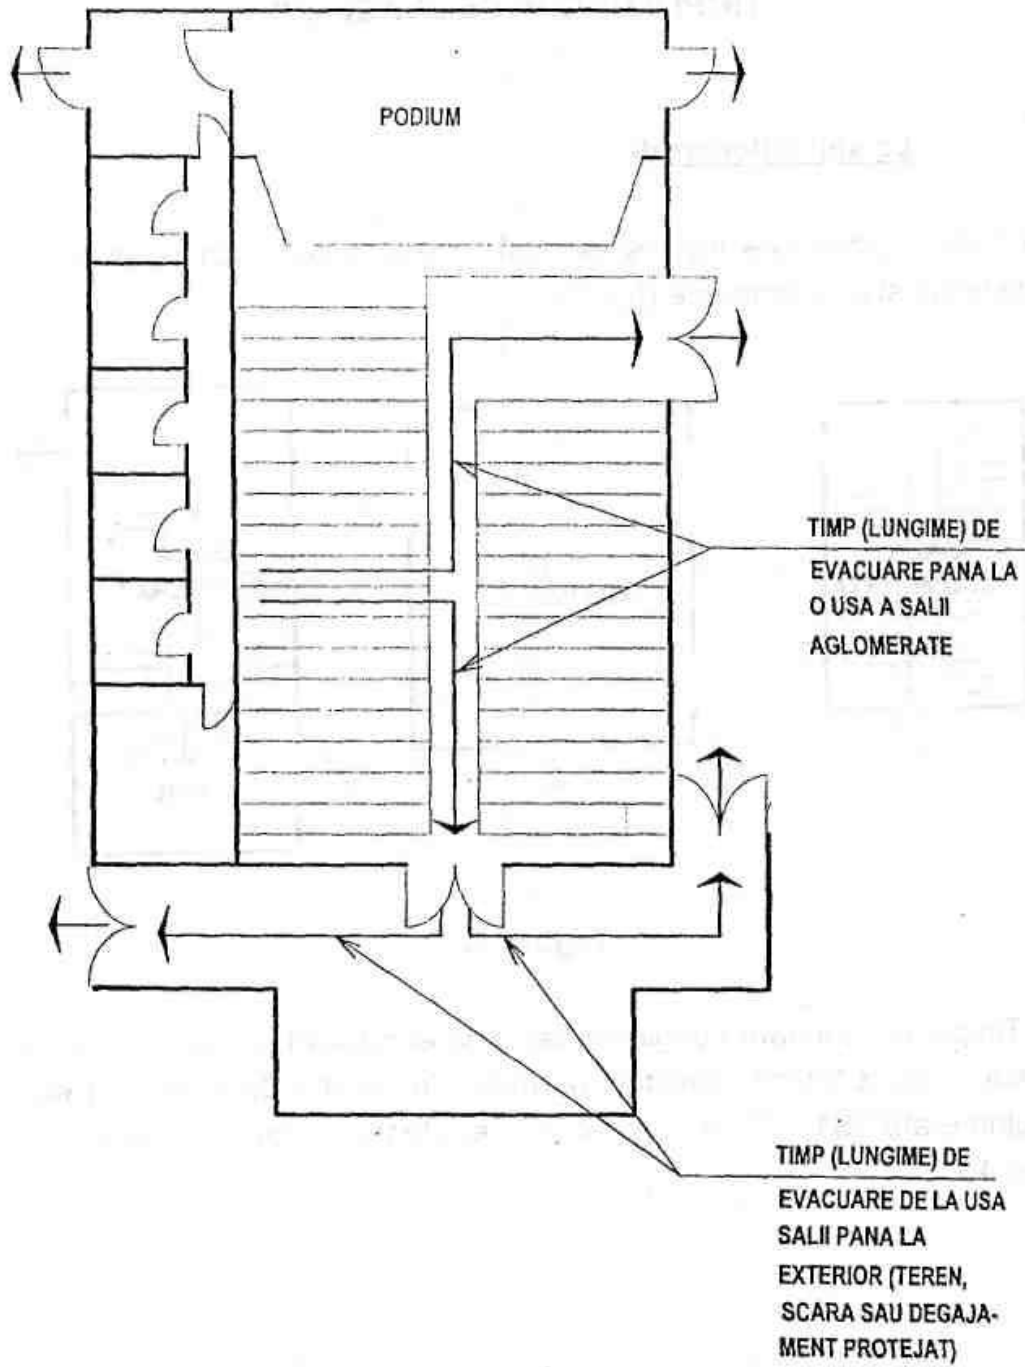 PODIUM
TIMP (LUNGIME) DE
EVACUARE PANA LA
O USA A SALII
AGLOMERATE
TIMP (LUNGIME) DE
EVACUARE DE LA USA
SALII PANA LA
EXTERIOR (TEREN,
SCARA SAU DEGAJA-
MENT PROTEJAT)